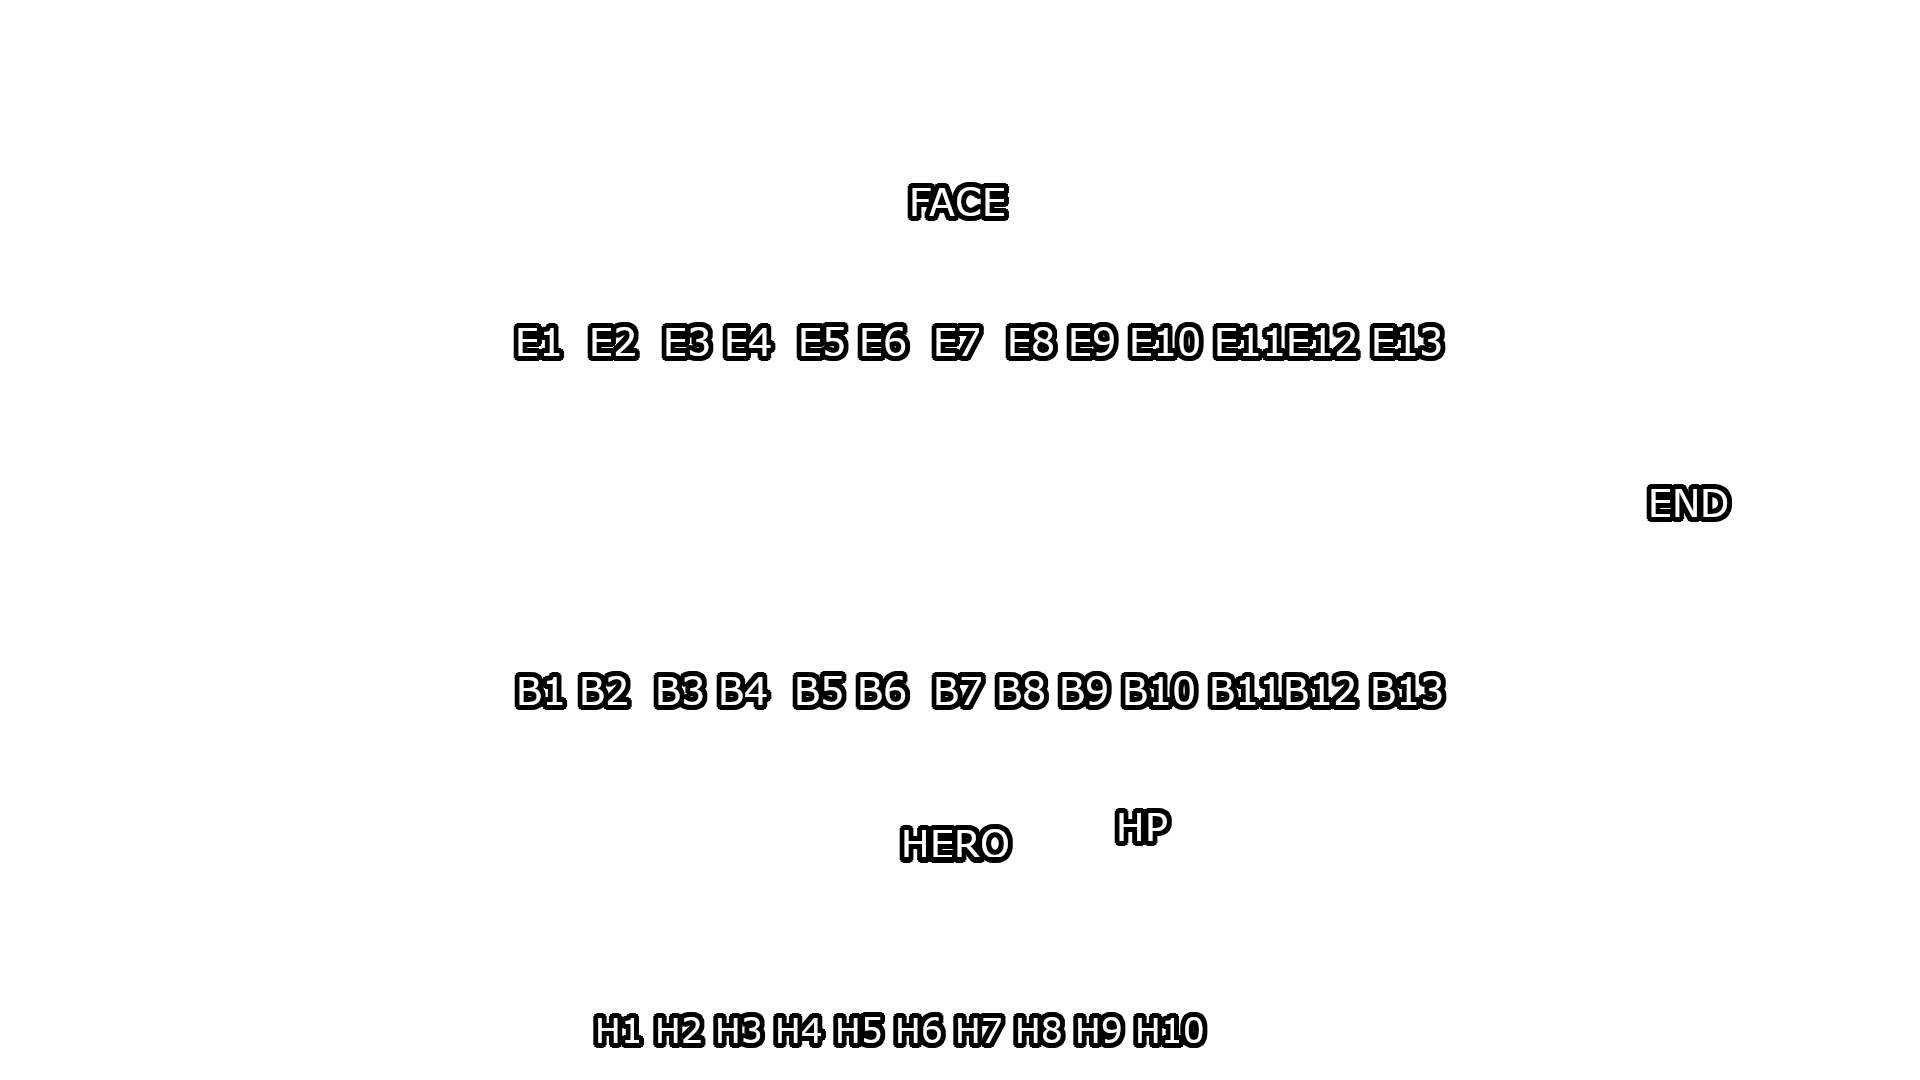 FACE
E1 E2 E3 E4 E5 E6 E7 E8 E9 E10 E11E12 E13
END
B1 B2 B3 B4 B5 B6 B7 B8 B9 B10 B11B12 B13
HERO HP
H1 H2 H3 H4 H5 H6 H7 H8 H9 H10